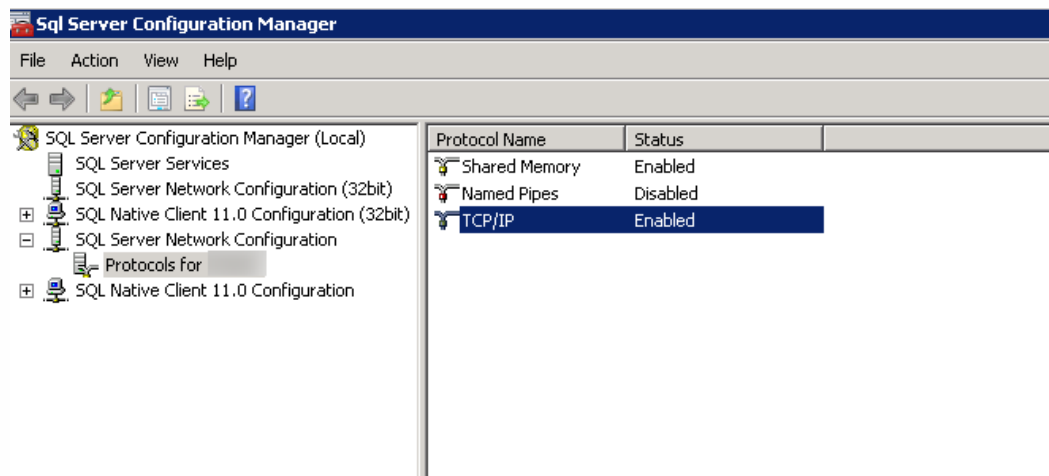 Sql Server Configuration Manager
File Action View Help
SQL Server Configuration Manager (Local)
SQL Server Services
SQL Server Network Configuration (32bit)
SQL Native Client 11.0 Configuration (32bit)
SQL Server Network Configuration
Protocols for
SQL Native Client 11.0 Configuration
Protocol Name Status
Shared Memory Enabled
Named Pipes Disabled
TCP/IP Enabled